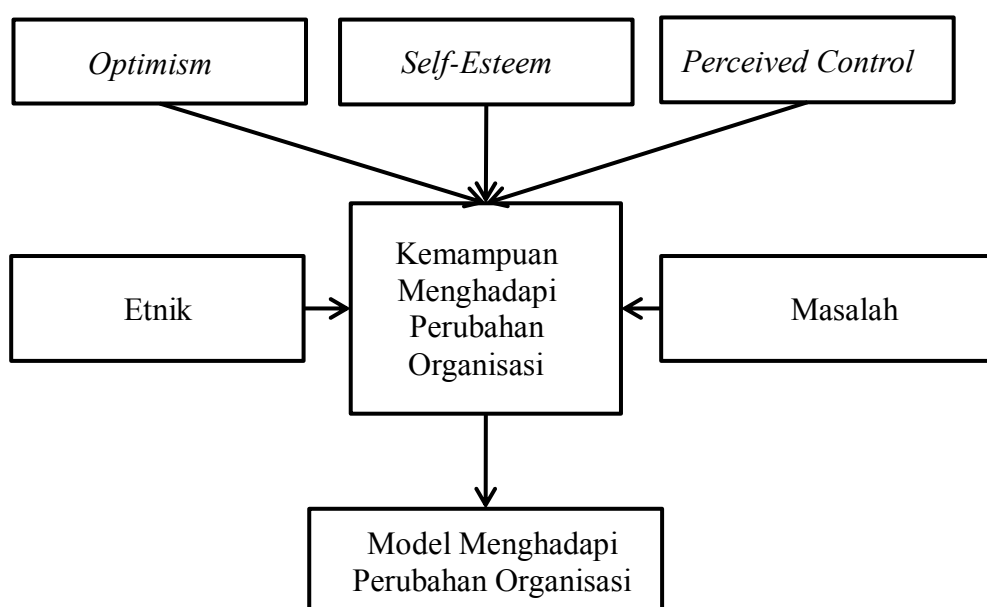 Optimism
Self-Esteem
Perceived Control
Kemampuan
Menghadapi
Perubahan
Organisasi
Etnik
Masalah
Model Menghadapi
Perubahan Organisasi